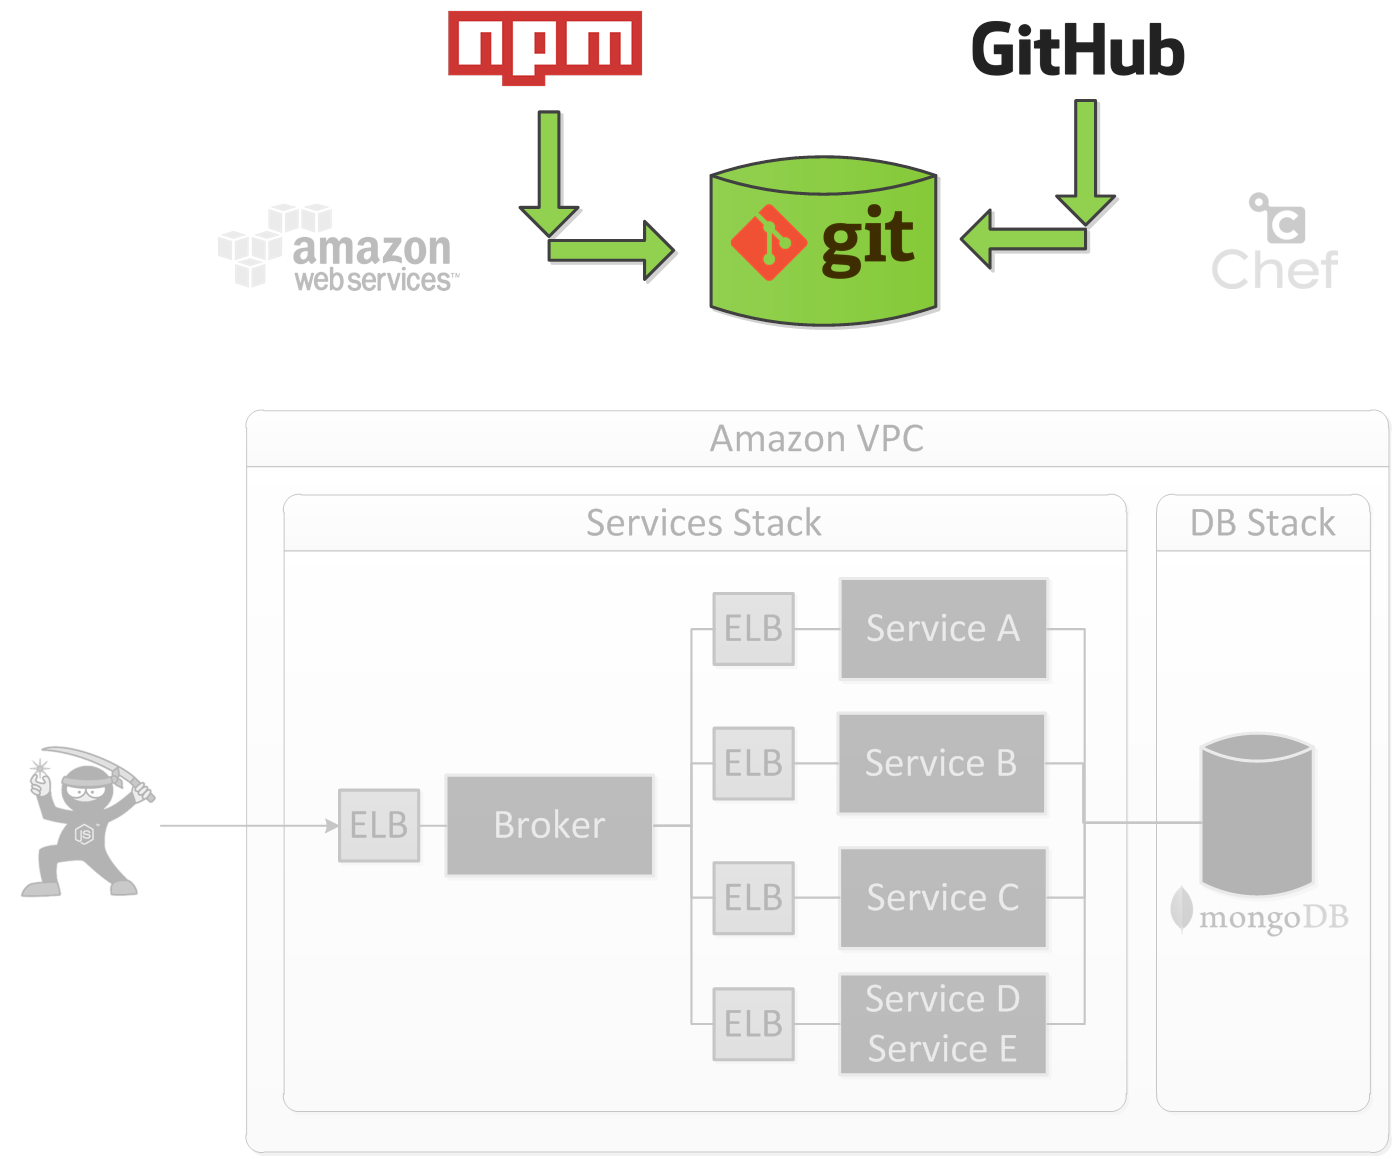 npm
GitHub
git
amazon
web services™
C
Chef
Amazon VPC
Services Stack
DB Stack
ELB
Service A
ELB
Service B
JS
ELB
Broker
ELB
Service C
mongoDB
ELB
Service D
Service E